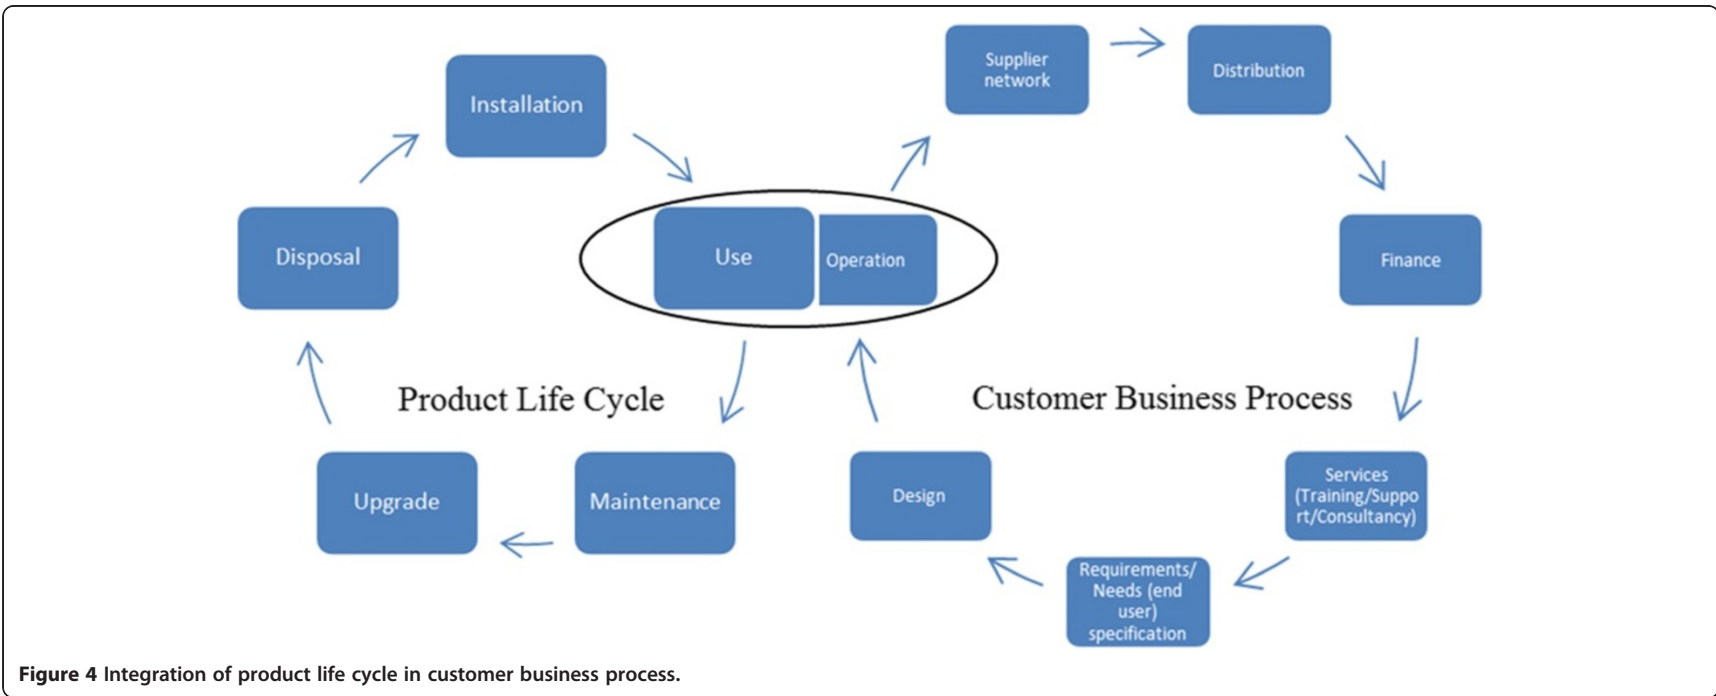 Supplier
network
Distribution
Installation
Disposal
Use
Operation
Finance
Product Life Cycle
Customer Business Process
Upgrade
Maintenance
Design
Services
(Training/Suppo
rt/Consultancy)
Requirements/
Needs (end
user)
specification
Figure 4 Integration of product life cycle in customer business process.